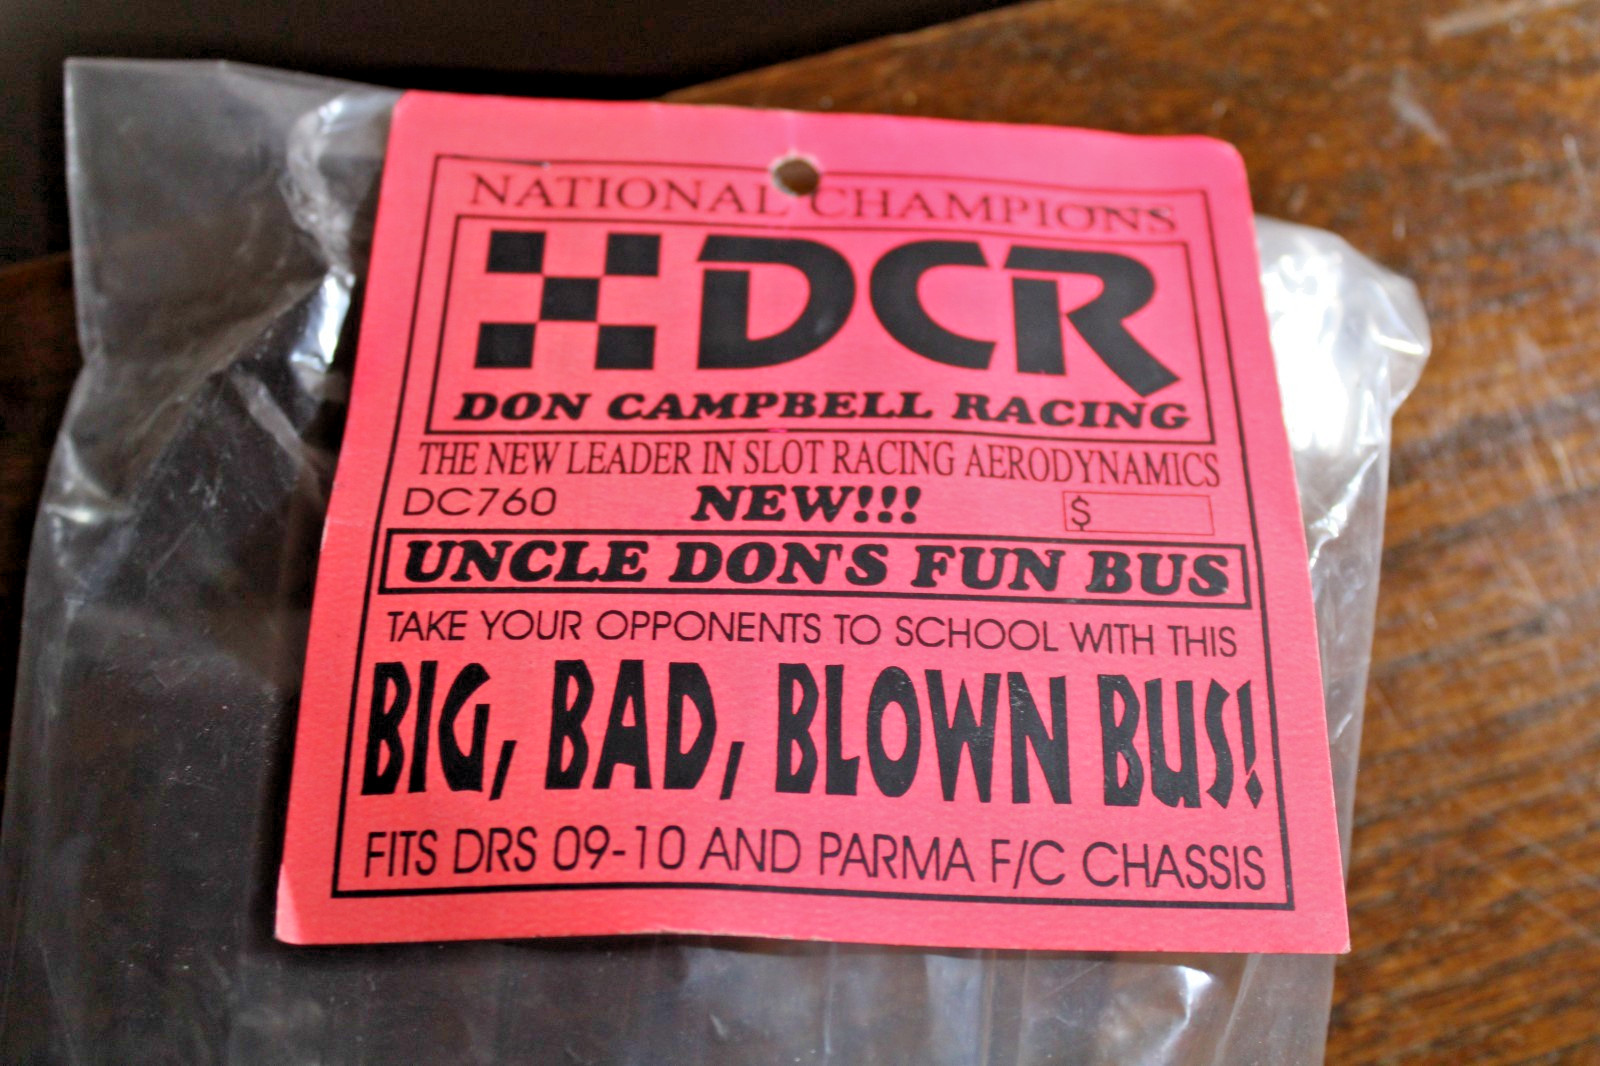 NATIONAL CHAMPIONS
DCR
DON CAMPBELL RACING
THE NEW LEADER IN SLOT RACING AERODYNAMICS
DC760 NEW!!! $
UNCLE DON'S FUN BUS
TAKE YOUR OPPONENTS TO SCHOOL WITH THIS
BIG, BAD, BLOWN BUS!
FITS DRS 09-10 AND PARMA F/C CHASSIS